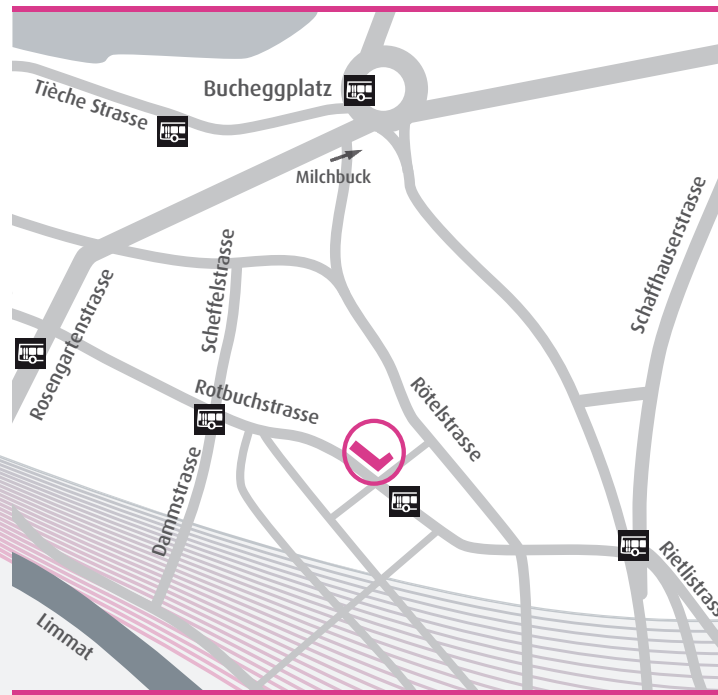 Bucheggplatz
Tièche Strasse
Milchbuck
Schaffhauserstrasse
Scheffelstrasse
Rosengartenstrasse
Rötelstrasse
Rotbuchstrasse
Dammstrasse
Rietlistrass
Limmat